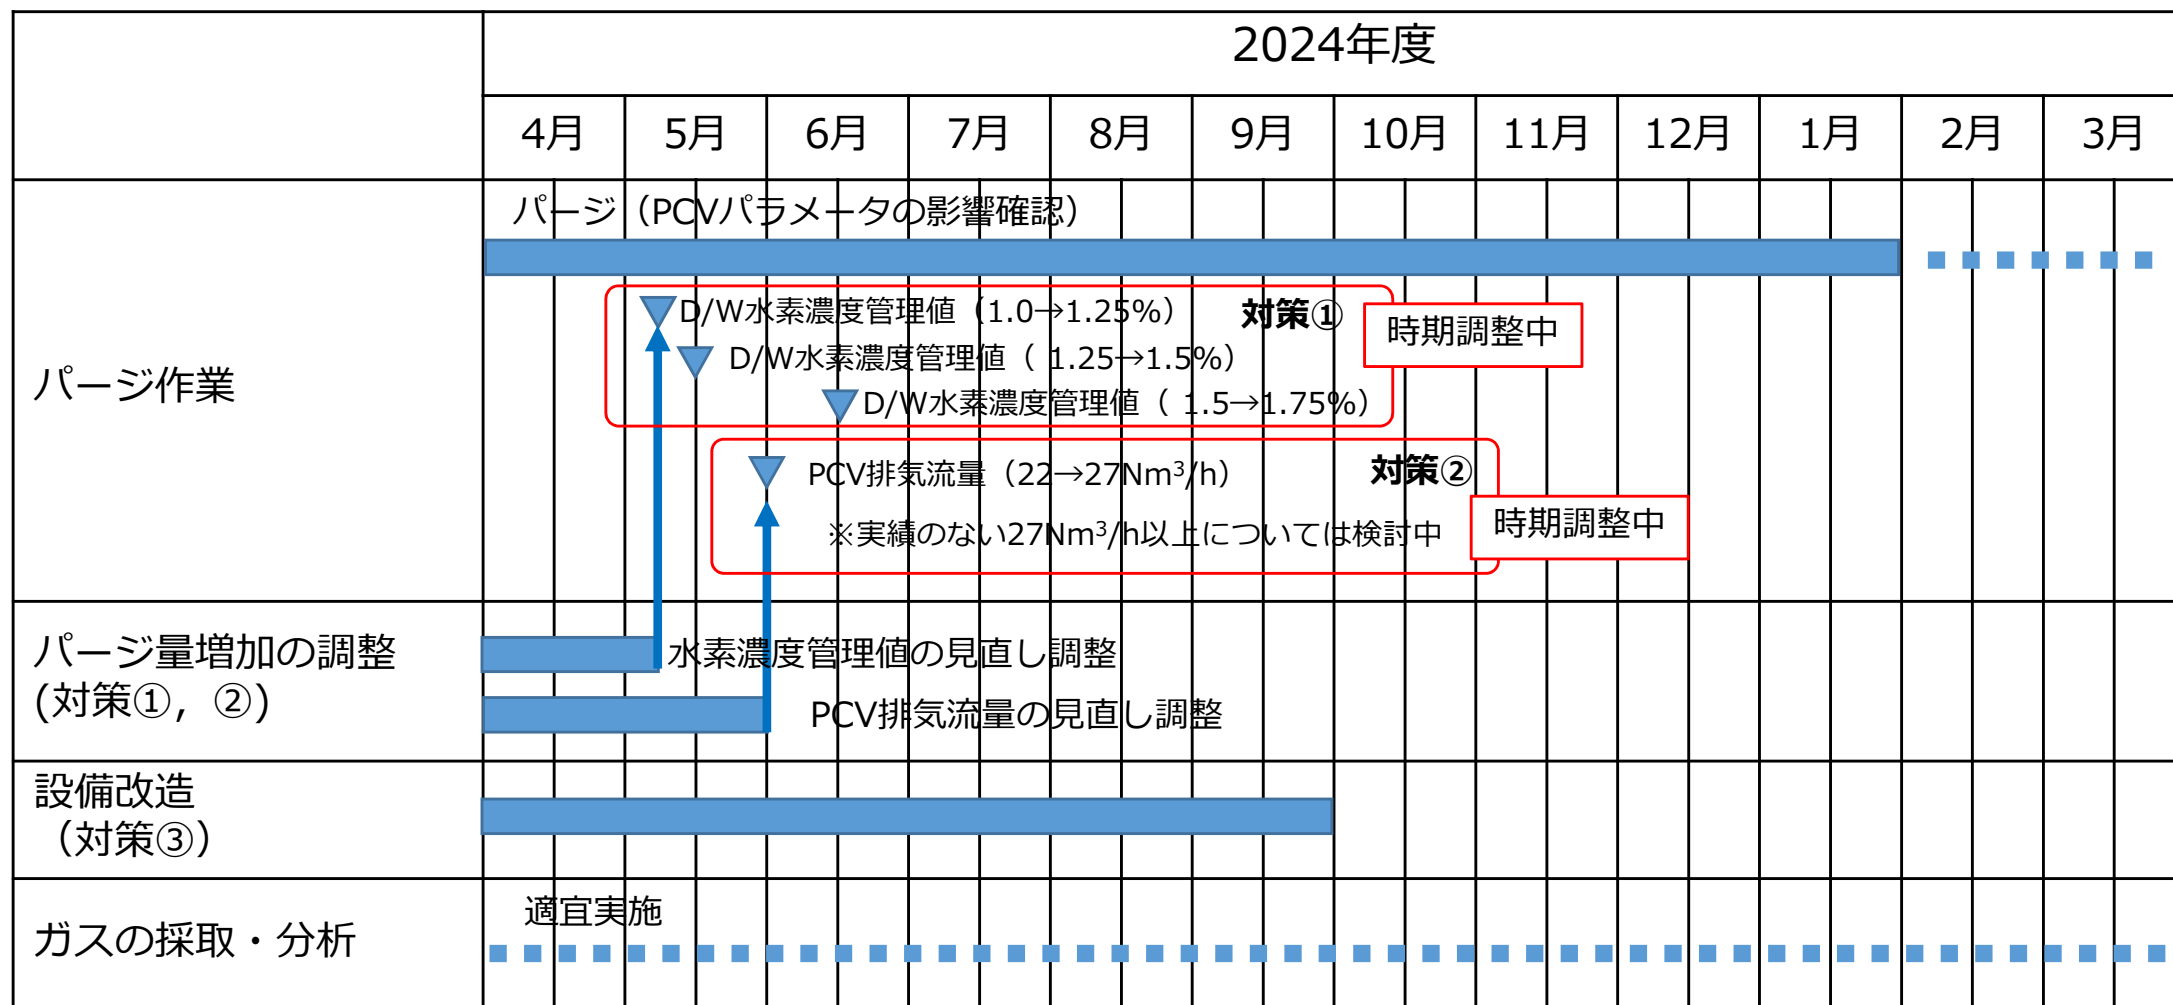 2024年度
4月 5月 6月 7月 8月 9月 10月 11月 12月 1月 2月 3月
パージ作業
パージ（PCVパラメータの影響確認）
D/W水素濃度管理値（1.0→1.25%）
対策①
時期調整中
D/W水素濃度管理値（ 1.25→1.5%）
D/W水素濃度管理値（ 1.5→1.75%）
PCV排気流量（22→27Nm³/h）
対策②
時期調整中
※実績のない27Nm³/h以上については検討中
パージ量増加の調整
(対策①，②)
水素濃度管理値の見直し調整
PCV排気流量の見直し調整
設備改造
（対策③）
ガスの採取・分析
適宜実施